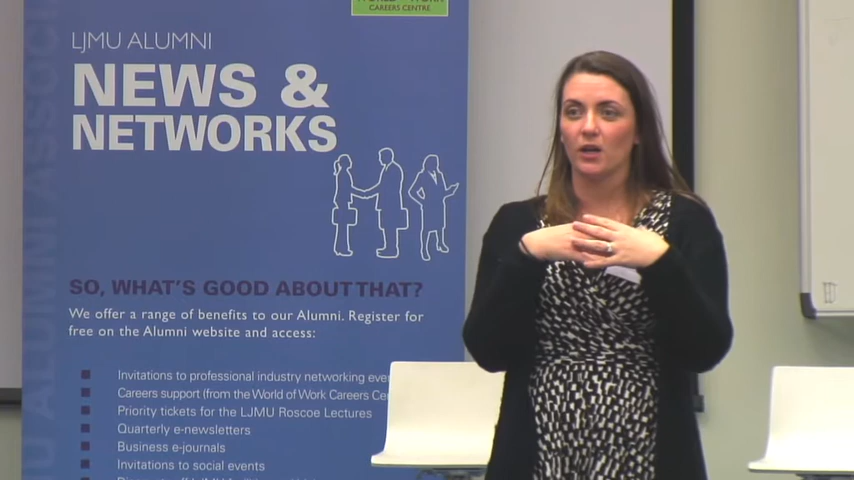 CAREERS CENTRE
LJMU ALUMNI
NEWS &
NETWORKS
SO, WHAT'S GOOD ABOUT THAT?
We offer a range of benefits to our Alumni. Register for
free on the Alumni website and access:
Invitations to professional industry networking eve
Careers support (from the World of Work Careers Ce
Priority tickets for the LJMU Roscoe Lectures
Quarterly e-newsletters
Business e-journals
Invitations to social events